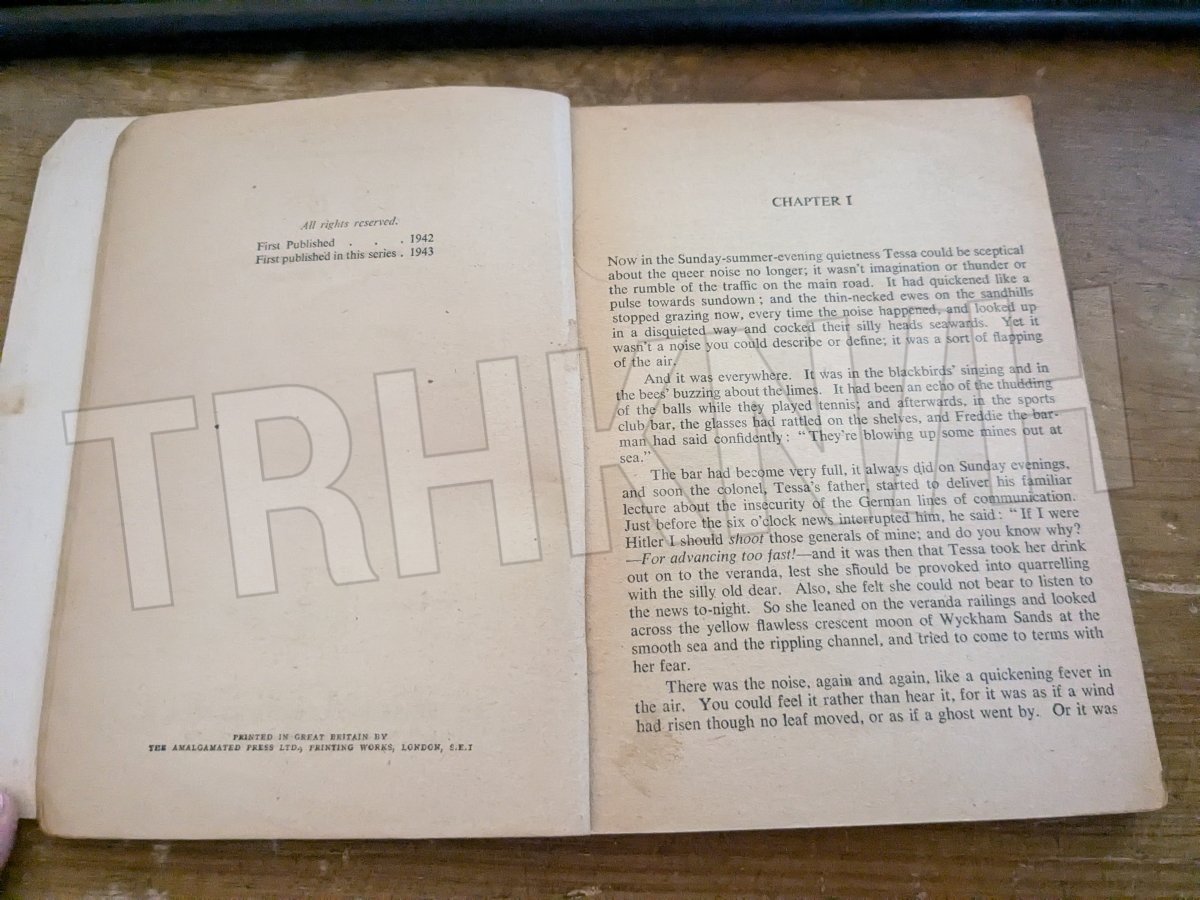 All rights reserved.
First Published . . . 1942
First published in this series . 1943
PRINTED IN GREAT BRITAIN BY
THE AMALGAMATED PRESS LTD., PRINTING WORKS, LONDON, S.E.1
CHAPTER I
Now in the Sunday-summer-evening quietness Tessa could be sceptical
about the queer noise no longer; it wasn't imagination or thunder or
the rumble of the traffic on the main road. It had quickened like a
pulse towards sundown; and the thin-necked ewes on the sandhills
stopped grazing now, every time the noise happened, and looked up
in a disquieted way and cocked their silly heads seawards. Yet it
wasn't a noise you could describe or define; it was a sort of flapping
of the air.
And it was everywhere. It was in the blackbirds' singing and in
the bees' buzzing about the limes. It had been an echo of the thudding
of the balls while they played tennis; and afterwards, in the sports
club bar, the glasses had rattled on the shelves, and Freddie the bar-
man had said confidently: "They're blowing up some mines out at
sea."
The bar had become very full, it always did on Sunday evenings,
and soon the colonel, Tessa's father, started to deliver his familiar
lecture about the insecurity of the German lines of communication.
Just before the six o'clock news interrupted him, he said: "If I were
Hitler I should shoot those generals of mine; and do you know why?
—For advancing too fast!—and it was then that Tessa took her drink
out on to the veranda, lest she should be provoked into quarrelling
with the silly old dear. Also, she felt she could not bear to listen to
the news to-night. So she leaned on the veranda railings and looked
across the yellow flawless crescent moon of Wyckham Sands at the
smooth sea and the rippling channel, and tried to come to terms with
her fear.
There was the noise, again and again, like a quickening fever in
the air. You could feel it rather than hear it, for it was as if a wind
had risen though no leaf moved, or as if a ghost went by. Or it was